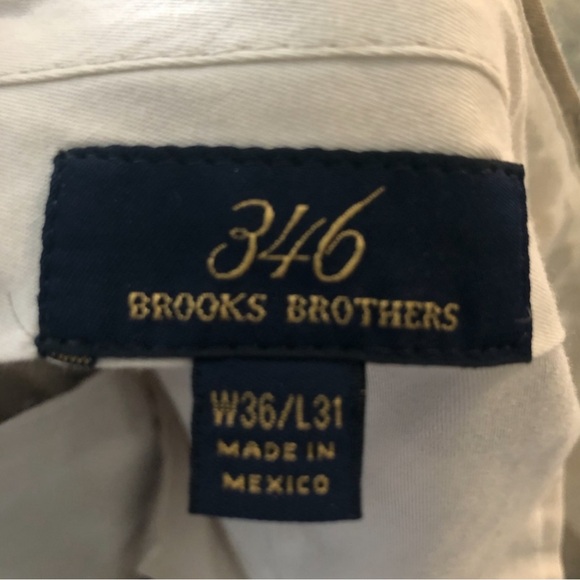 346
BROOKS BROTHERS
W36/L31
MADE IN
MEXICO